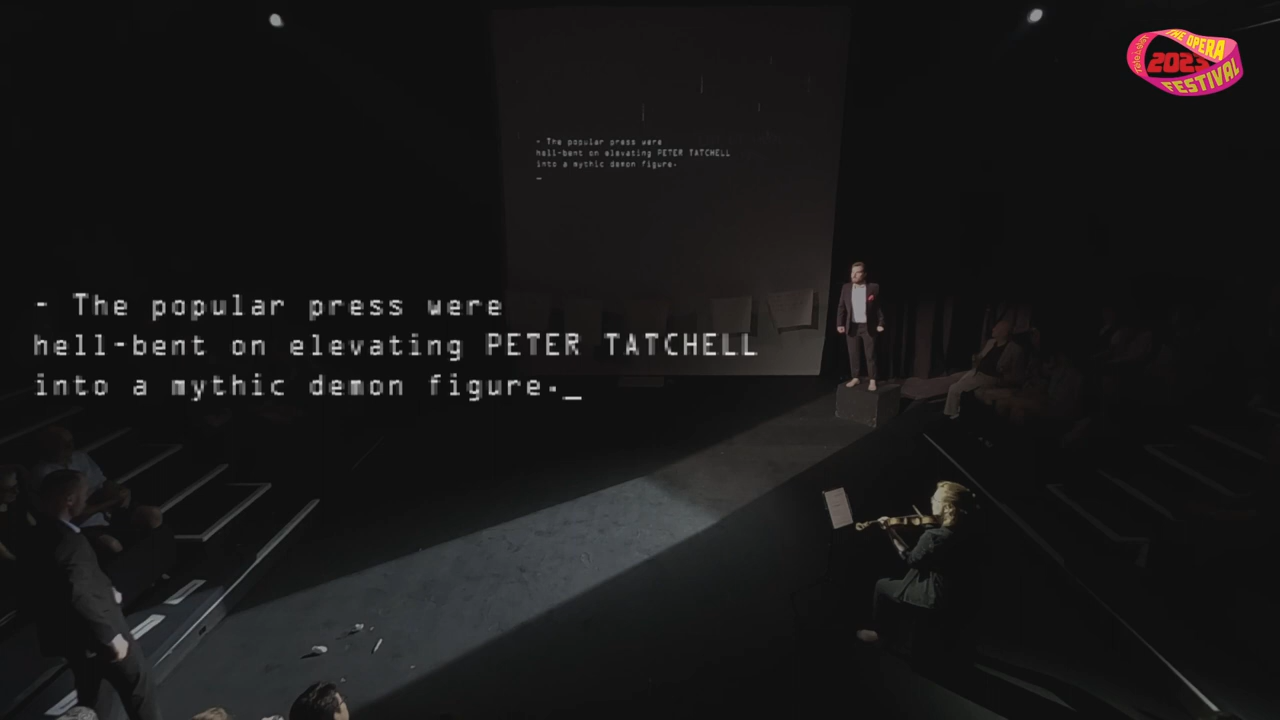 - The popular press were
hell-bent on elevating PETER TATCHELL
into a mythic demon figure.
_
THE OPERA
2023
FESTIVAL
- The popular press were
hell-bent on elevating PETER TATCHELL
into a mythic demon figure._